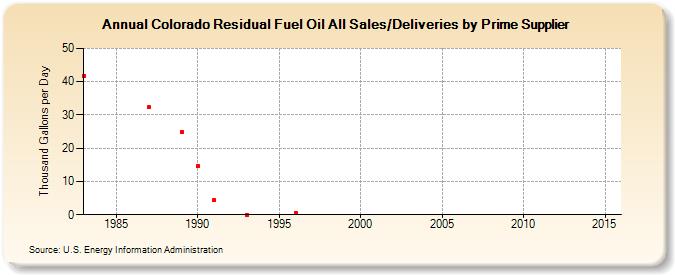 Annual Colorado Residual Fuel Oil All Sales/Deliveries by Prime Supplier
Thousand Gallons per Day
50
40
30
20
10
0
1985 1990 1995 2000 2005 2010 2015
Source: U.S. Energy Information Administration